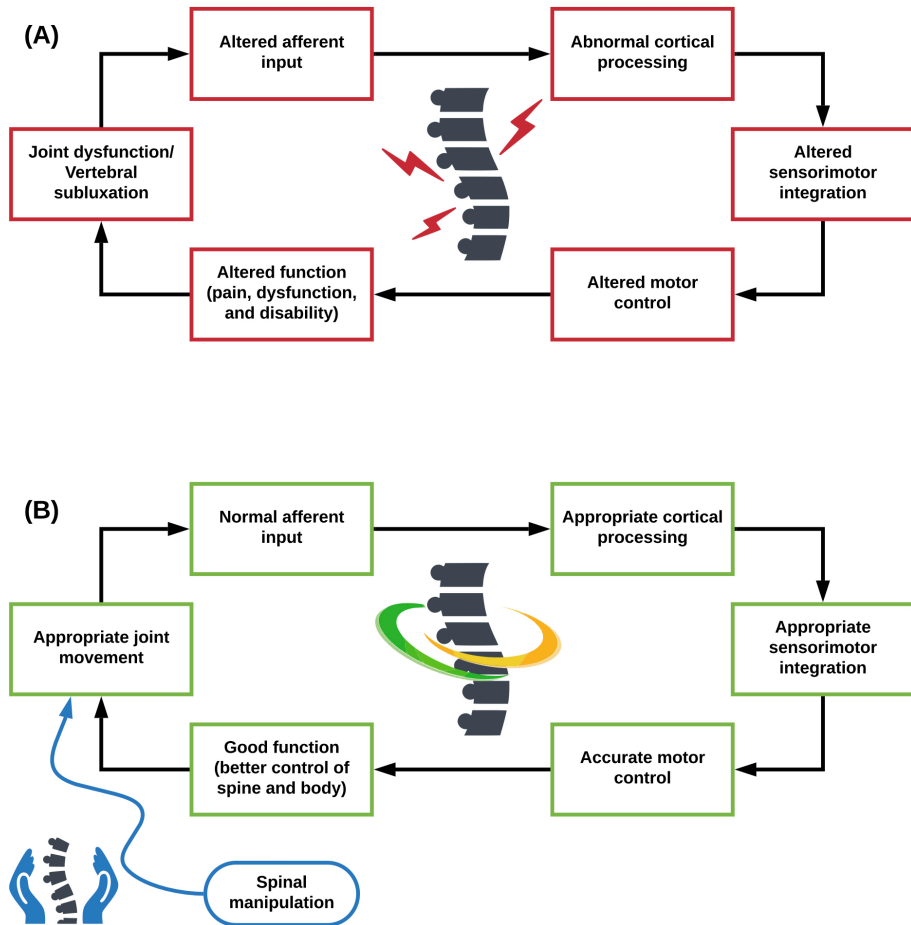 (A)
Altered afferent
input
Abnormal cortical
processing
Joint dysfunction/
Vertebral
subluxation
Altered
sensorimotor
integration
Altered function
(pain, dysfunction,
and disability)
Altered motor
control
(B)
Normal afferent
input
Appropriate cortical
processing
Appropriate joint
movement
Appropriate
sensorimotor
integration
Good function
(better control of
spine and body)
Accurate motor
control
Spinal
manipulation